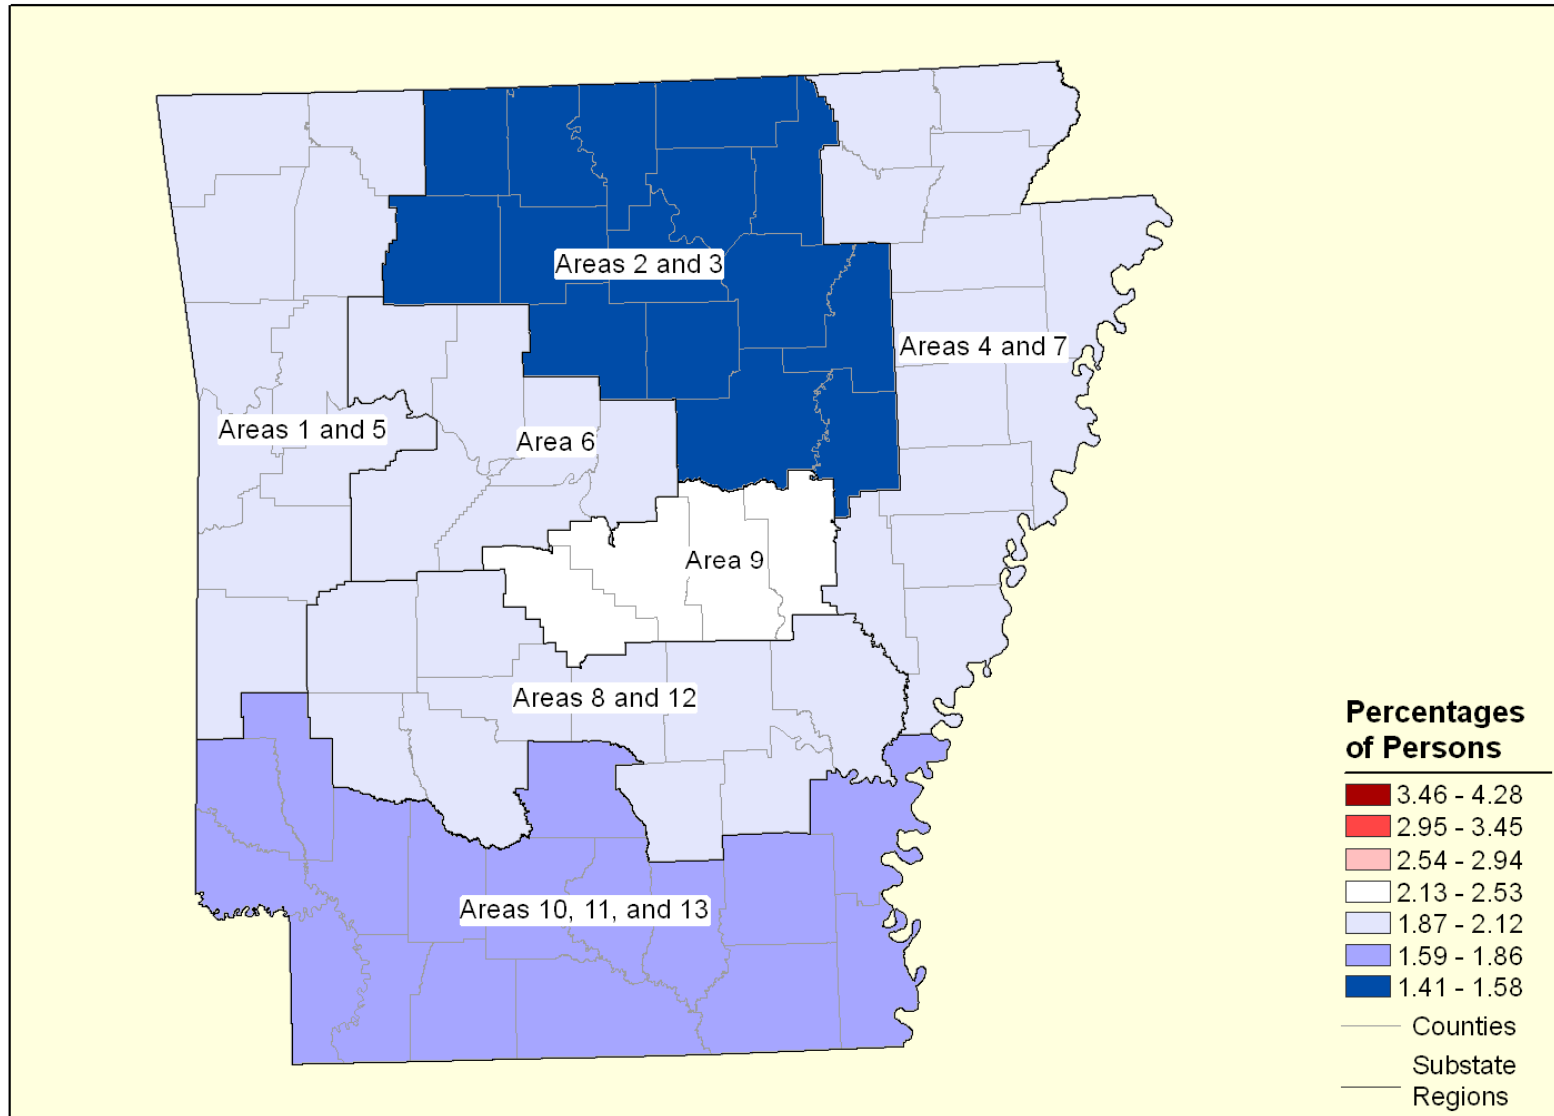 Areas 2 and 3
Areas 4 and 7
Areas 1 and 5
Area 6
Area 9
Areas 8 and 12
Areas 10, 11, and 13
Percentages
of Persons
3.46 - 4.28
2.95 - 3.45
2.54 - 2.94
2.13 - 2.53
1.87 - 2.12
1.59 - 1.86
1.41 - 1.58
Counties
Substate
Regions